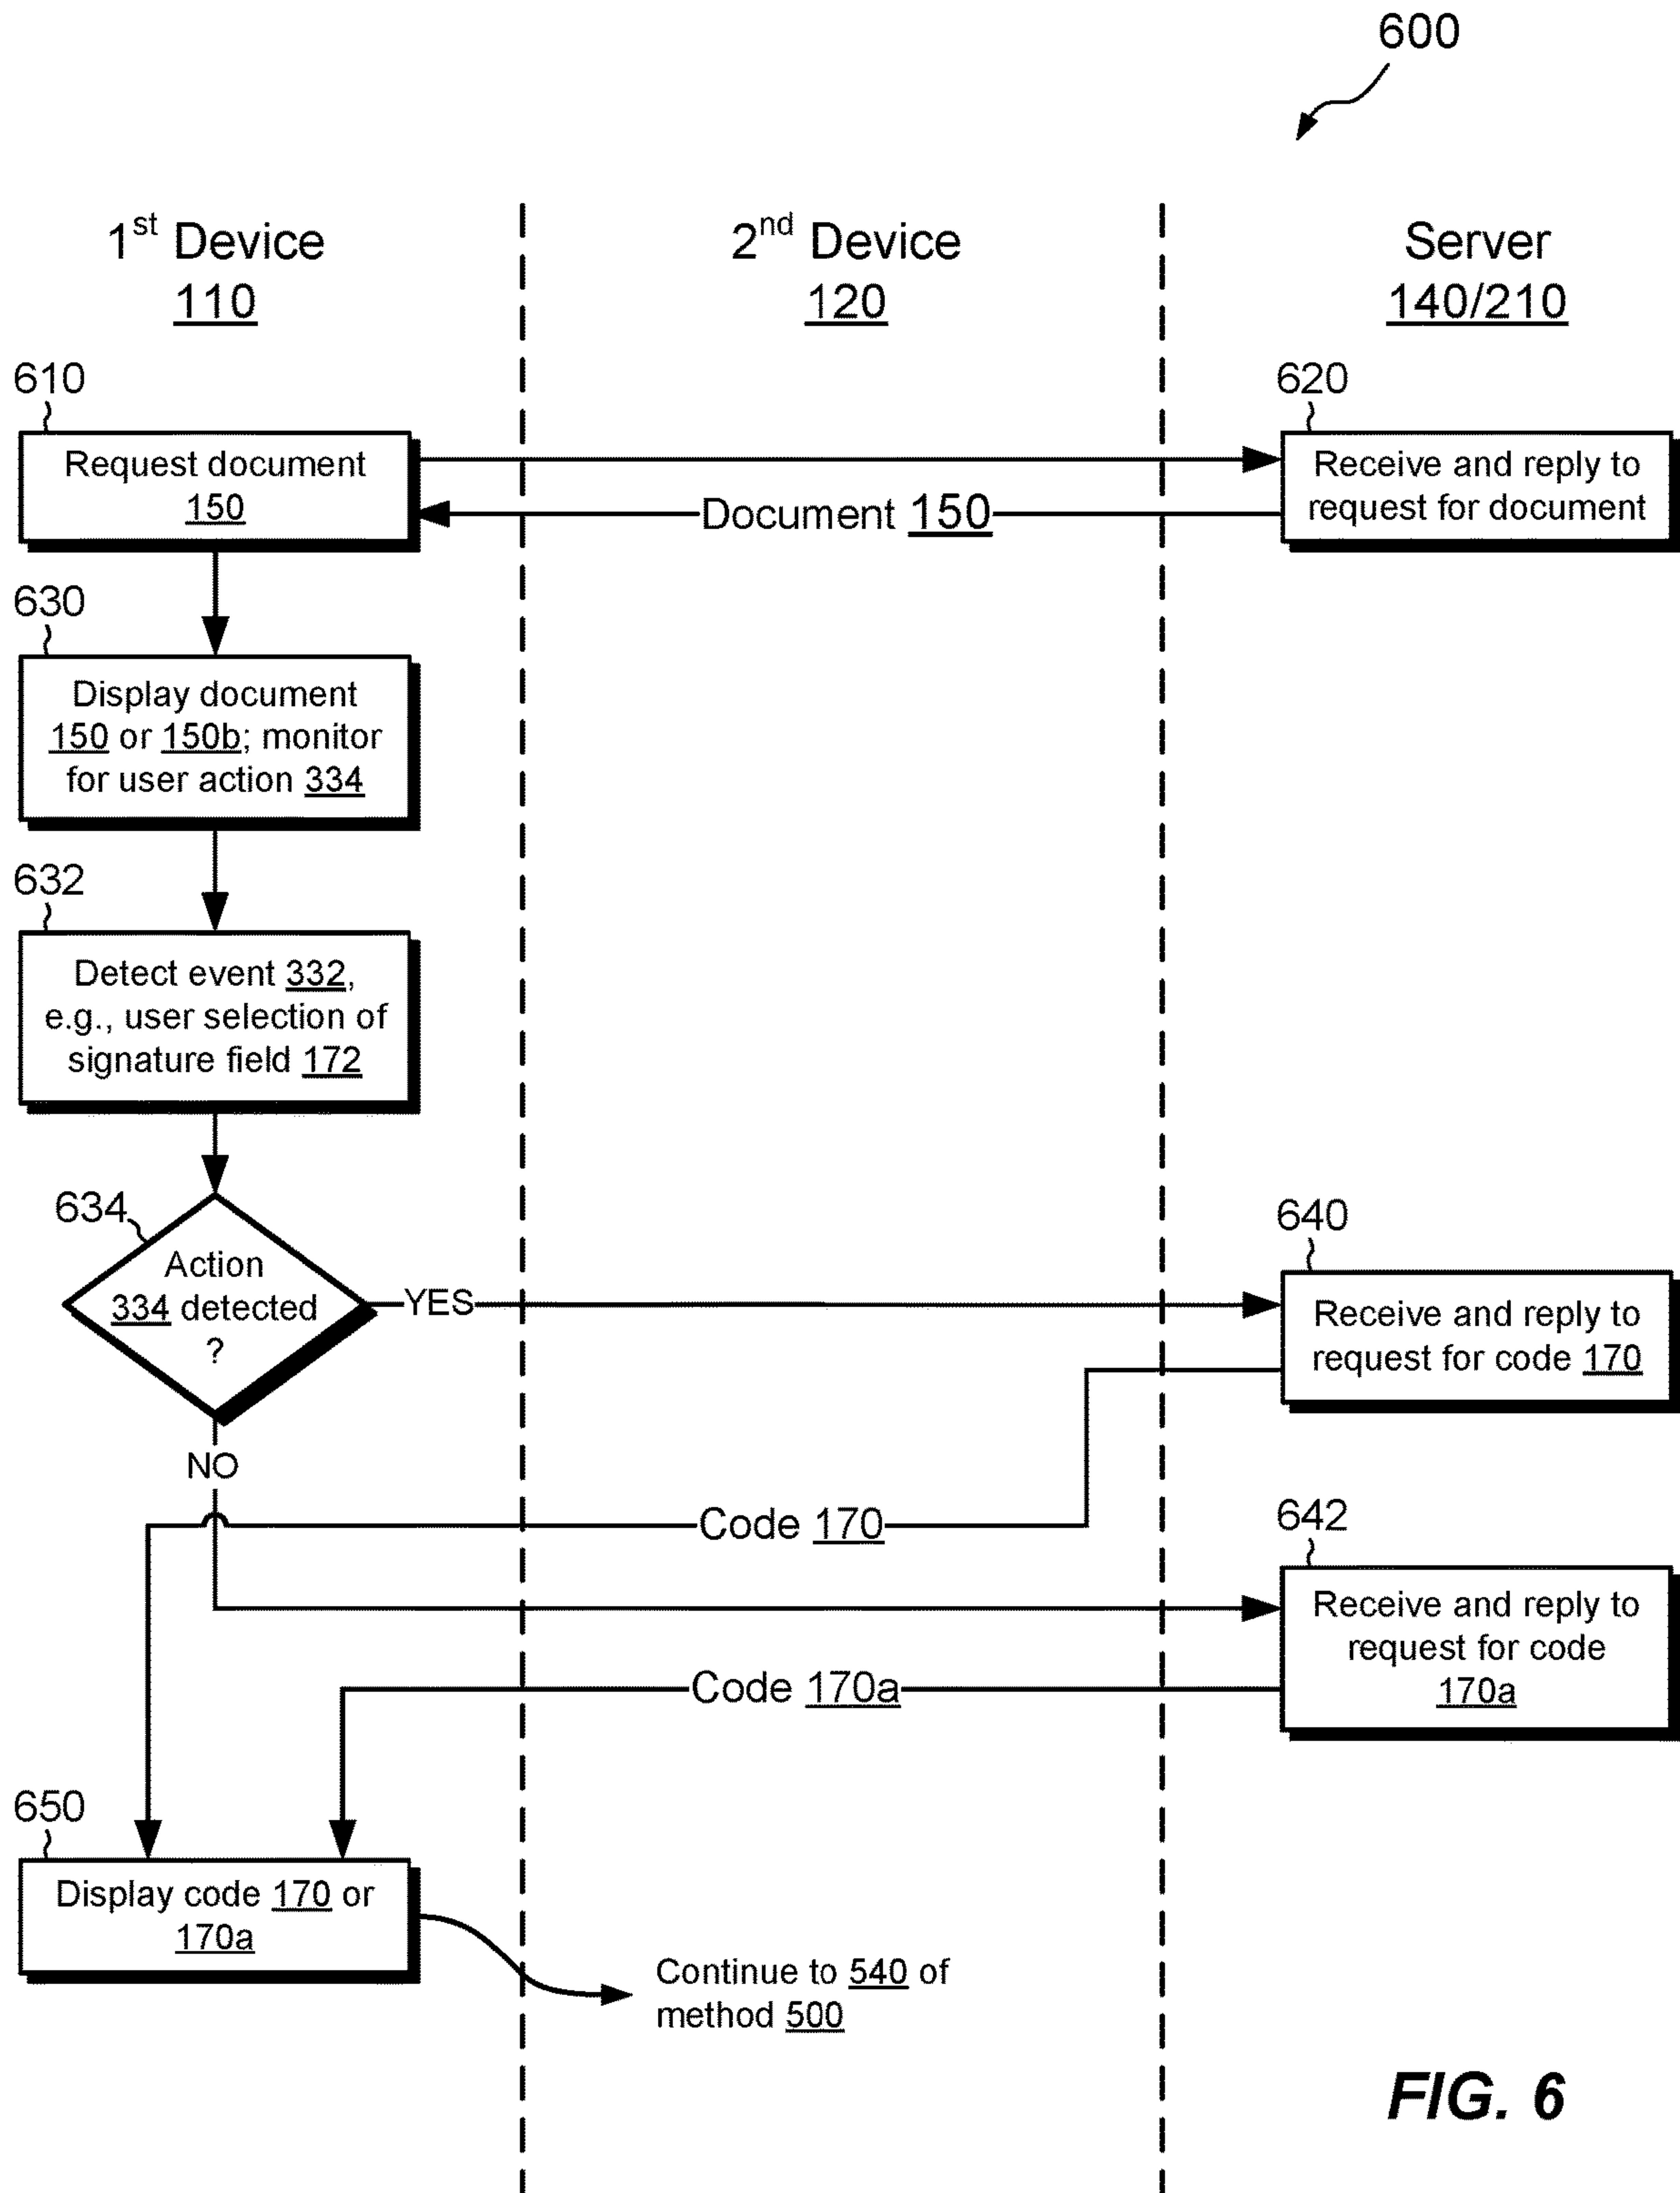 600
1st Device
110
2nd Device
120
Server
140/210
610
Request document
150
620
Receive and reply to
request for document
Document 150
630
Display document
150 or 150b; monitor
for user action 334
632
Detect event 332,
e.g., user selection of
signature field 172
634
Action
334 detected
?
YES
NO
640
Receive and reply to
request for code 170
Code 170
642
Receive and reply to
request for code
170a
Code 170a
650
Display code 170 or
170a
Continue to 540 of
method 500
FIG. 6